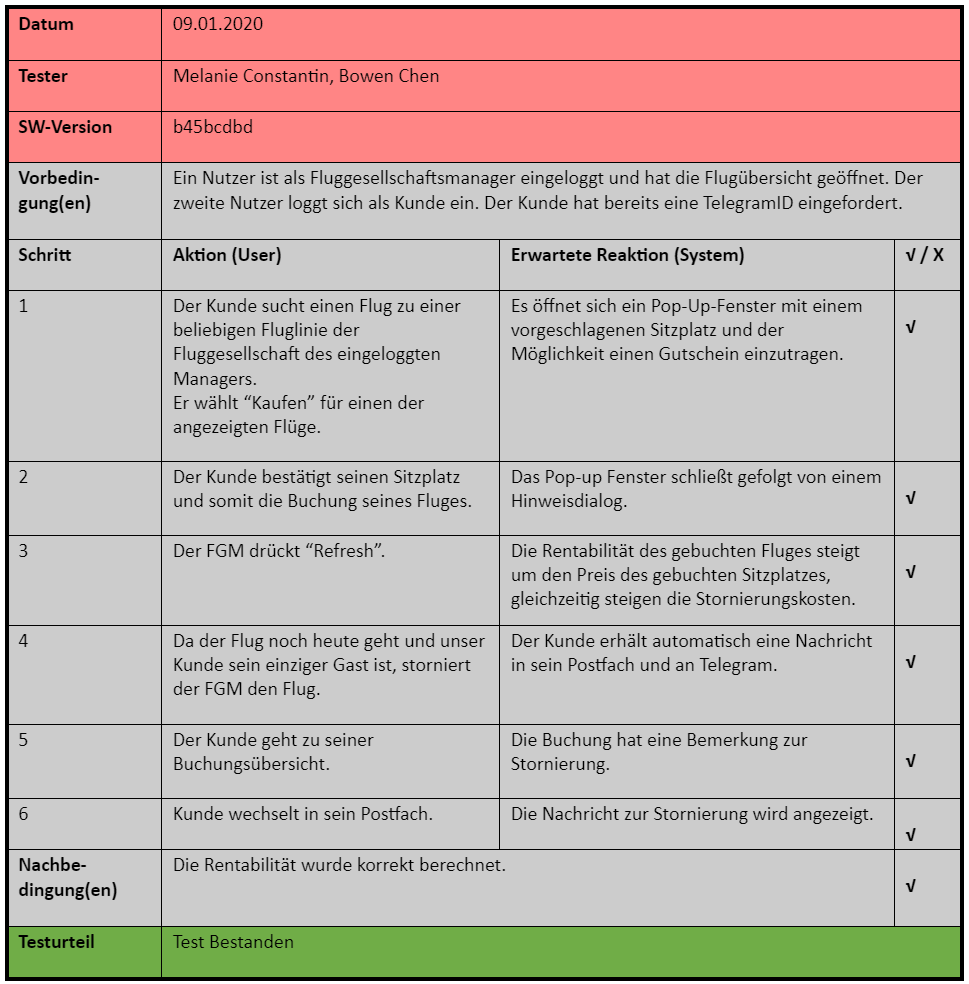 Datum
09.01.2020
Tester
Melanie Constantin, Bowen Chen
SW-Version
b45bcdbd
Vorbedin-
gung(en)
Ein Nutzer ist als Fluggesellschaftsmanager eingeloggt und hat die Flugübersicht geöffnet. Der
zweite Nutzer loggt sich als Kunde ein. Der Kunde hat bereits eine TelegramID eingefordert.
Schritt
Aktion (User)
Erwartete Reaktion (System)
√ / X
1
Der Kunde sucht einen Flug zu einer
beliebigen Fluglinie der
Fluggesellschaft des eingeloggten
Managers.
Er wählt “Kaufen” für einen der
angezeigten Flüge.
Es öffnet sich ein Pop-Up-Fenster mit einem
vorgeschlagenen Sitzplatz und der
Möglichkeit einen Gutschein einzutragen.
√
2
Der Kunde bestätigt seinen Sitzplatz
und somit die Buchung seines Fluges.
Das Pop-up Fenster schließt gefolgt von einem
Hinweisdialog.
√
3
Der FGM drückt “Refresh”.
Die Rentabilität des gebuchten Fluges steigt
um den Preis des gebuchten Sitzplatzes,
gleichzeitig steigen die Stornierungskosten.
√
4
Da der Flug noch heute geht und unser
Kunde sein einziger Gast ist, storniert
der FGM den Flug.
Der Kunde erhält automatisch eine Nachricht
in sein Postfach und an Telegram.
√
5
Der Kunde geht zu seiner
Buchungsübersicht.
Die Buchung hat eine Bemerkung zur
Stornierung.
√
6
Kunde wechselt in sein Postfach.
Die Nachricht zur Stornierung wird angezeigt.
√
Nachbe-
dingung(en)
Die Rentabilität wurde korrekt berechnet.
√
Testurteil
Test Bestanden